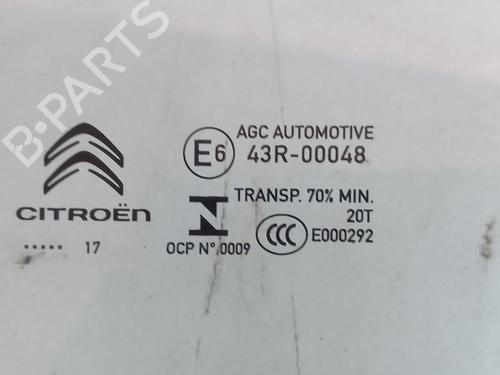 B-PARTS
CITROËN
..... 17
E6
AGC AUTOMOTIVE
43R-00048
N
TRANSP. 70% MIN.
20T
OCP N° 0009
CCC
E000292